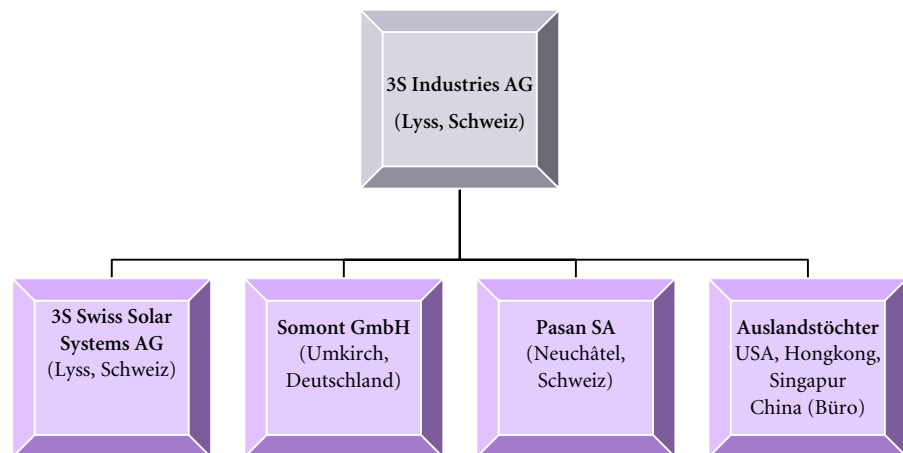 3S Industries AG
(Lyss, Schweiz)
3S Swiss Solar
Systems AG
(Lyss, Schweiz)
Somont GmbH
(Umkirch,
Deutschland)
Pasan SA
(Neuchâtel,
Schweiz)
Auslandstöchter
USA, Hongkong,
Singapur
China (Büro)